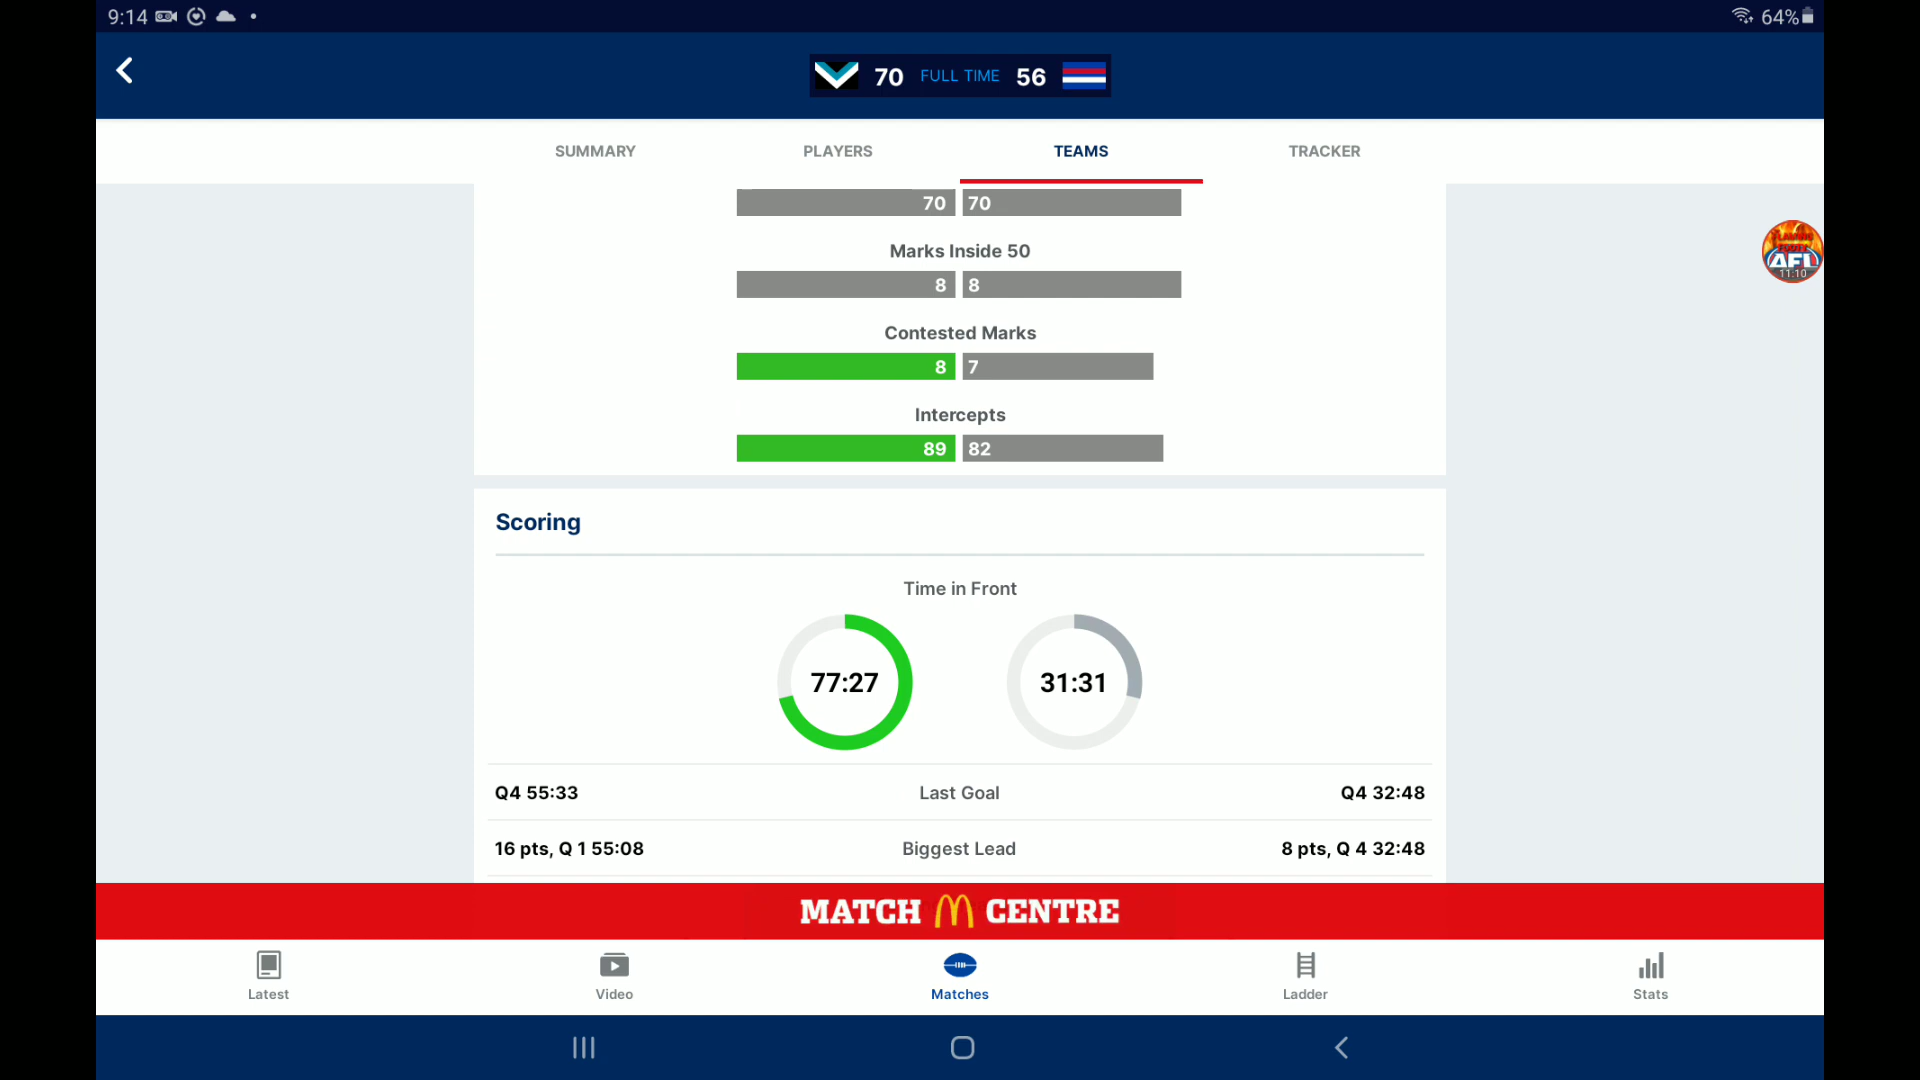 9:14 64%
70 FULL TIME 56
SUMMARY PLAYERS TEAMS TRACKER
70 70
Marks Inside 50
8 8
Contested Marks
8 7
Intercepts
89 82
AFL
11:10
Scoring
Time in Front
77:27 31:31
Q4 55:33 Last Goal Q4 32:48
16 pts, Q 1 55:08 Biggest Lead 8 pts, Q 4 32:48
MATCH M CENTRE
Latest Video Matches Ladder Stats